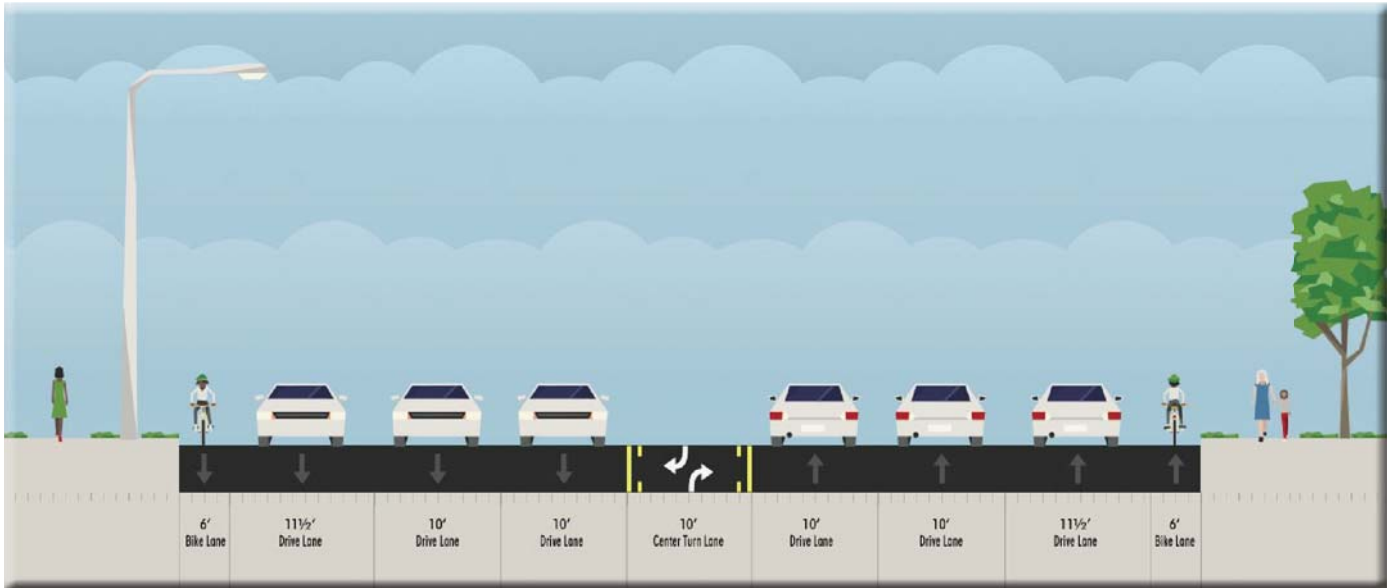 6'
Bike Lane
11½'
Drive Lane
10'
Drive Lane
10'
Drive Lane
10'
Center Turn Lane
10'
Drive Lane
10'
Drive Lane
11½'
Drive Lane
6'
Bike Lane